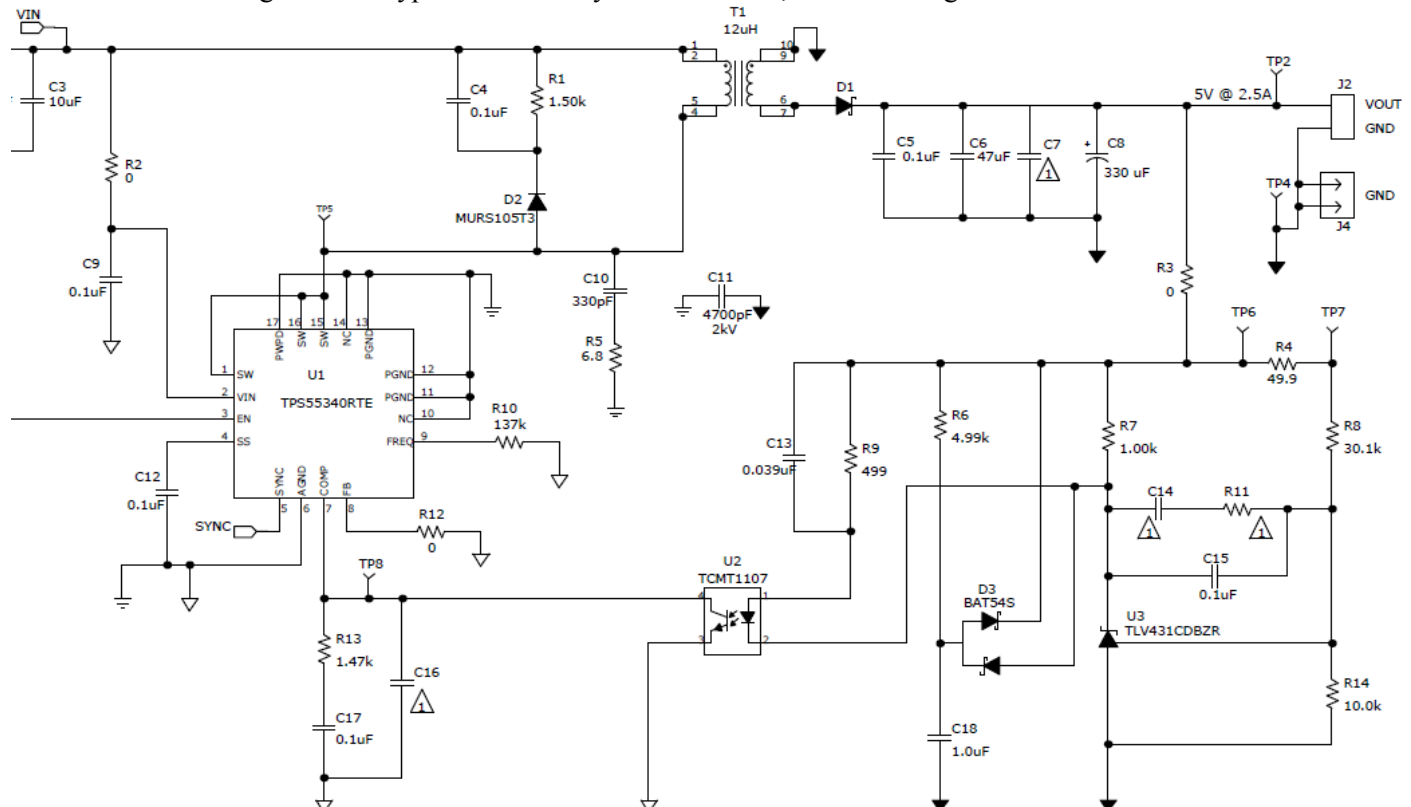 VIN
T1
12uH
C3
10uF
C4
0.1uF
R1
1.50k
1
2
5
4
10
9
6
7
D1
TP2
5V @ 2.5A
J2
VOUT
GND
C5
0.1uF
C6
47uF
C7
1
+
C8
330 uF
TP4
GND
J4
R2
0
D2
MURS105T3
TP5
C9
0.1uF
C10
330pF
C11
4700pF
2kV
R3
0
R5
6.8
TP6
TP7
R4
49.9
17
16
15
14
13
PWPD
SW
SW
NC
PGND
U1
TPS55340RTE
1
SW
2
VIN
3
EN
4
SS
PGND
12
PGND
11
NC
10
FREQ
9
SYNC
AGND
COMP
FB
5
6
7
8
R10
137k
C12
0.1uF
SYNC
R12
0
C13
0.039uF
R9
499
R6
4.99k
R7
1.00k
R8
30.1k
C14
1
R11
1
C15
0.1uF
TP8
U2
TCMT1107
4
3
1
2
D3
BAT54S
U3
TLV431CDBZR
R13
1.47k
C16
1
C17
0.1uF
C18
1.0uF
R14
10.0k